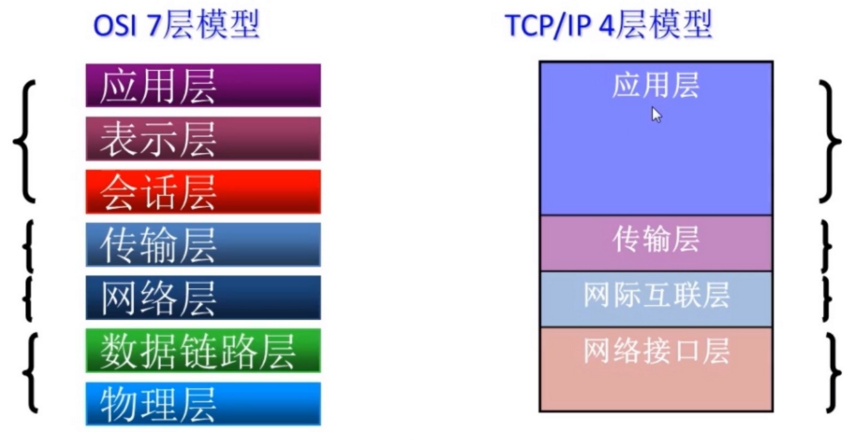 OSI 7层模型
应用层
表示层
会话层
传输层
网络层
数据链路层
物理层
TCP/IP 4层模型
应用层
传输层
网际互联层
网络接口层